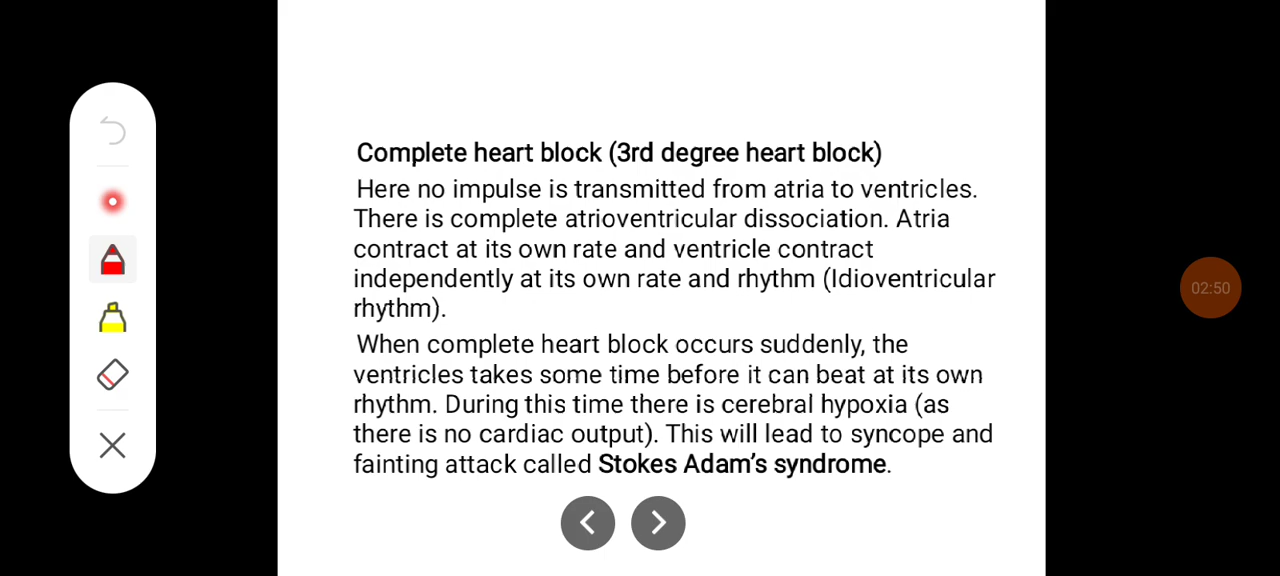 Complete heart block (3rd degree heart block)
Here no impulse is transmitted from atria to ventricles.
There is complete atrioventricular dissociation. Atria
contract at its own rate and ventricle contract
independently at its own rate and rhythm (Idioventricular
rhythm).
When complete heart block occurs suddenly, the
ventricles takes some time before it can beat at its own
rhythm. During this time there is cerebral hypoxia (as
there is no cardiac output). This will lead to syncope and
fainting attack called Stokes Adam’s syndrome.
02:50